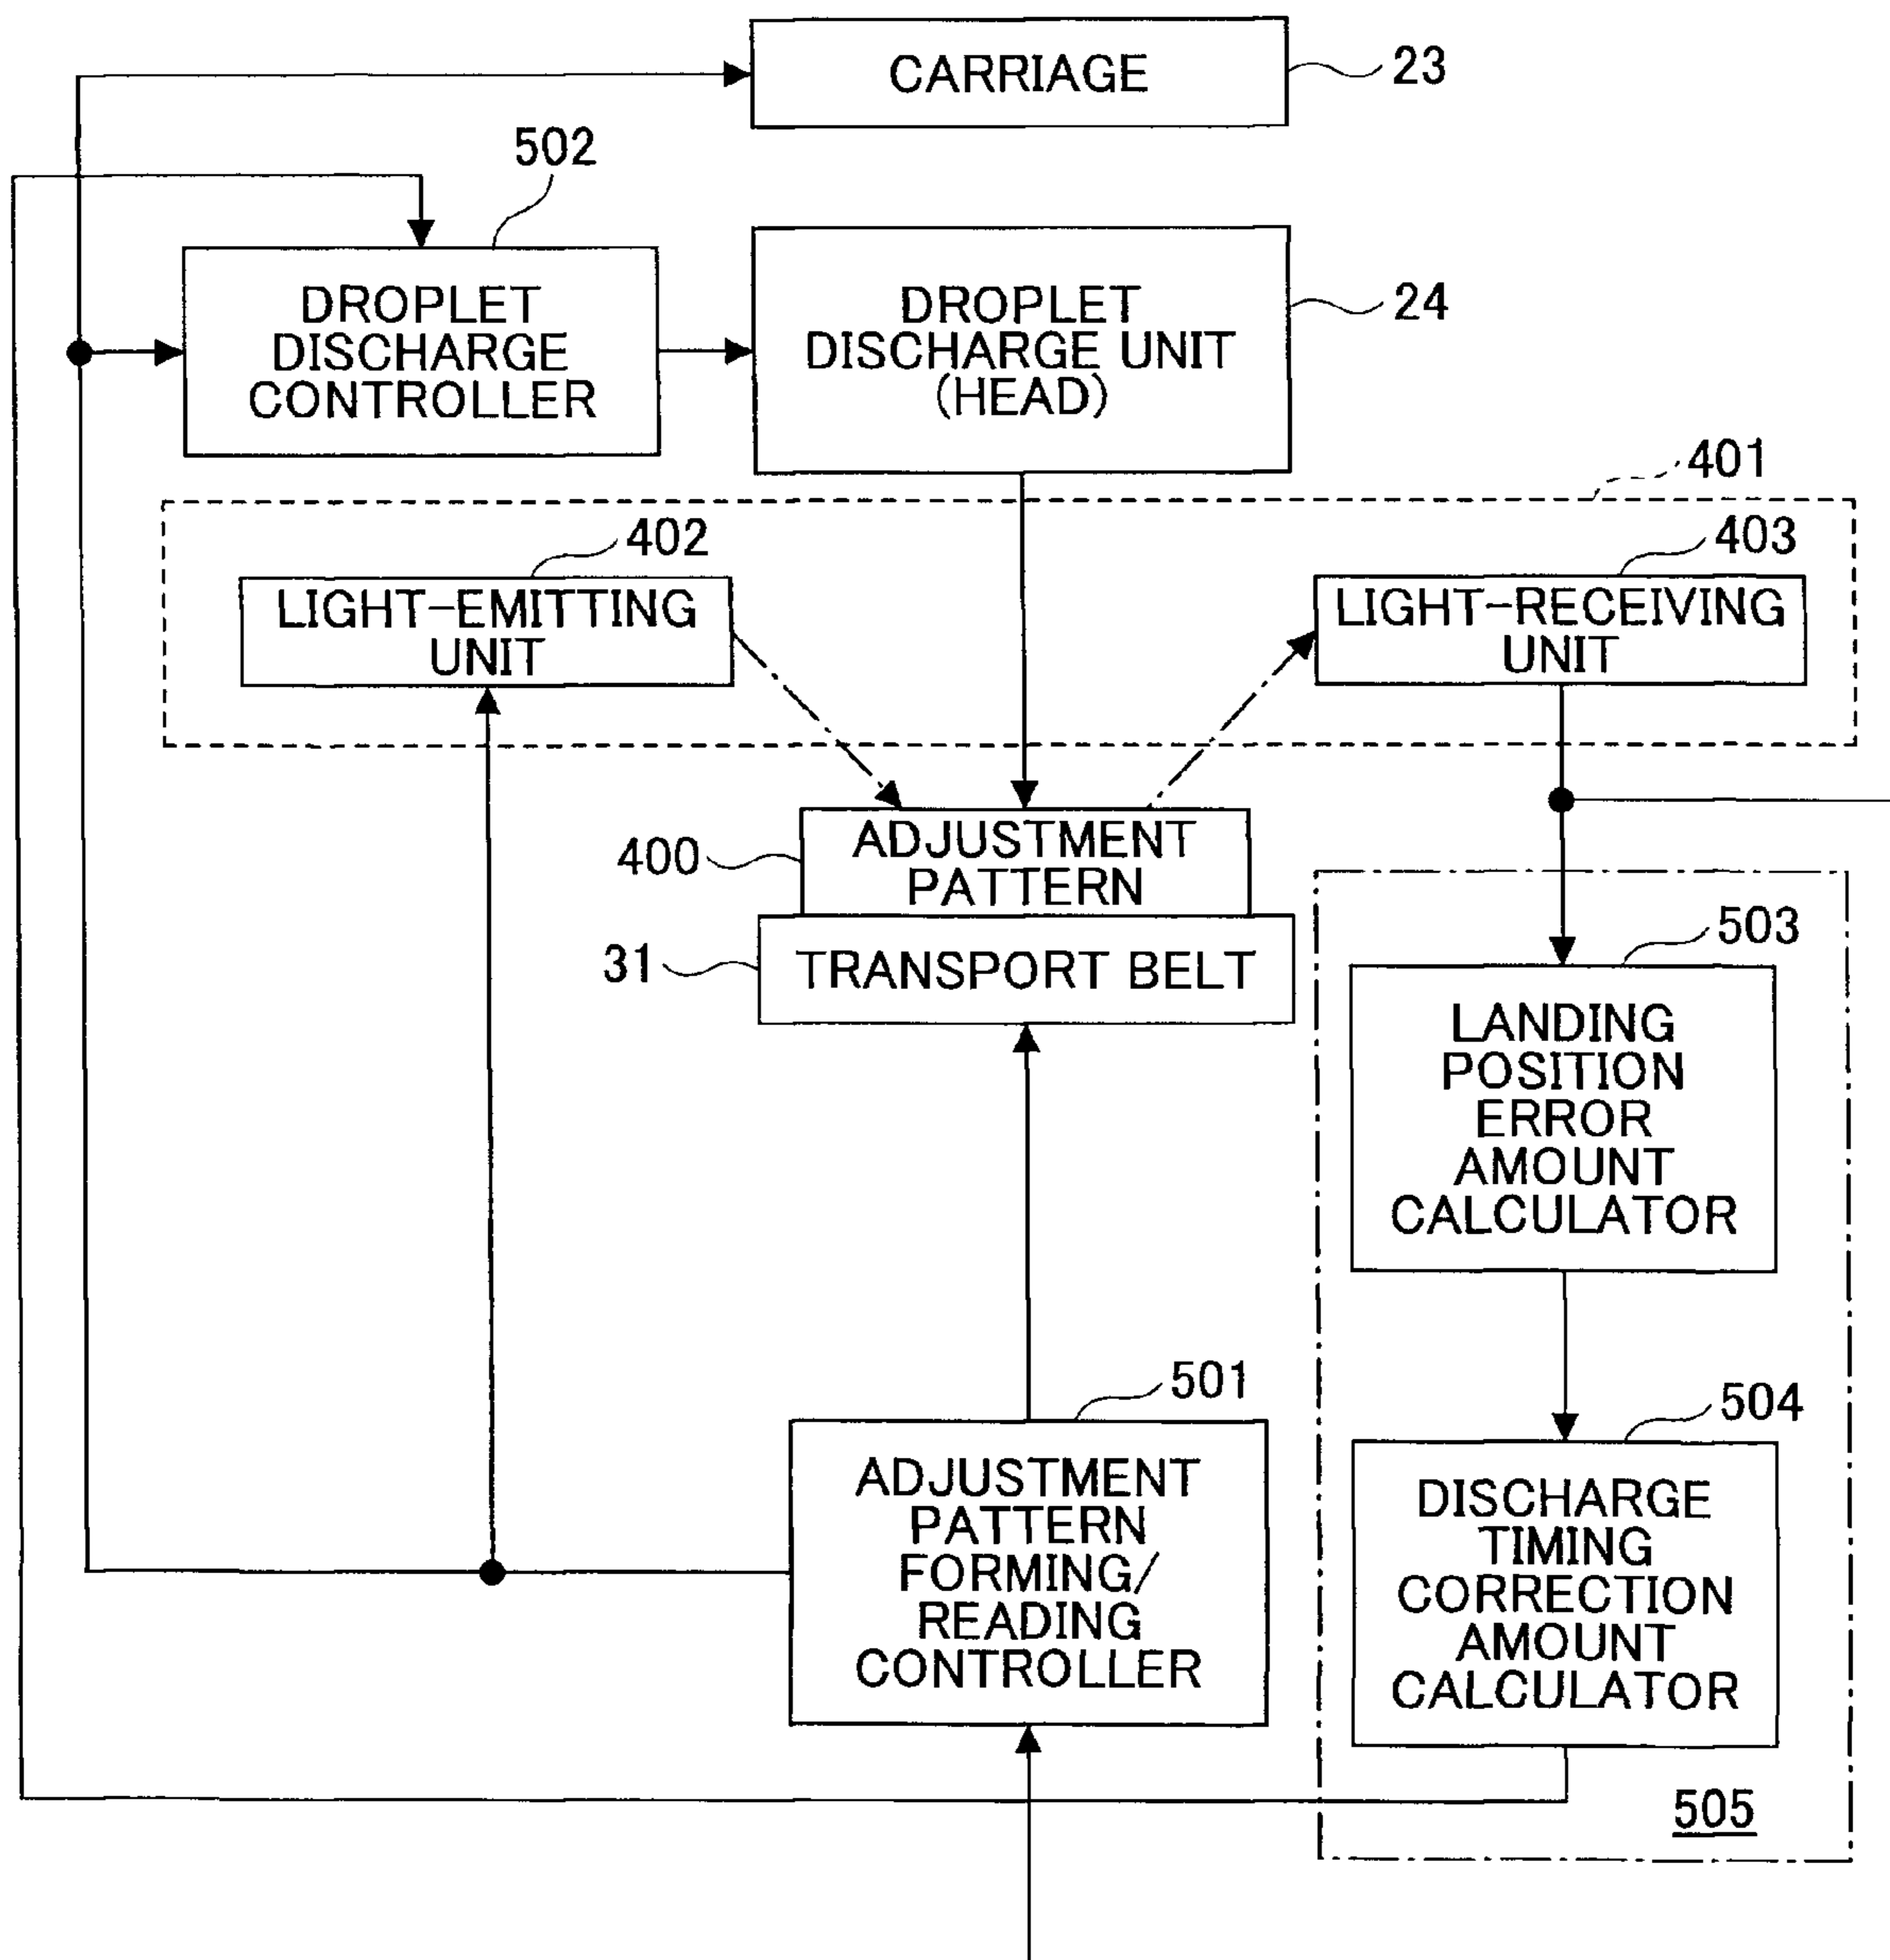 CARRIAGE
23
502
DROPLET
DISCHARGE
CONTROLLER
DROPLET
DISCHARGE UNIT
(HEAD)
24
401
402
LIGHT-EMITTING
UNIT
403
LIGHT-RECEIVING
UNIT
400
ADJUSTMENT
PATTERN
31
TRANSPORT BELT
503
LANDING
POSITION
ERROR
AMOUNT
CALCULATOR
501
ADJUSTMENT
PATTERN
FORMING/
READING
CONTROLLER
504
DISCHARGE
TIMING
CORRECTION
AMOUNT
CALCULATOR
505